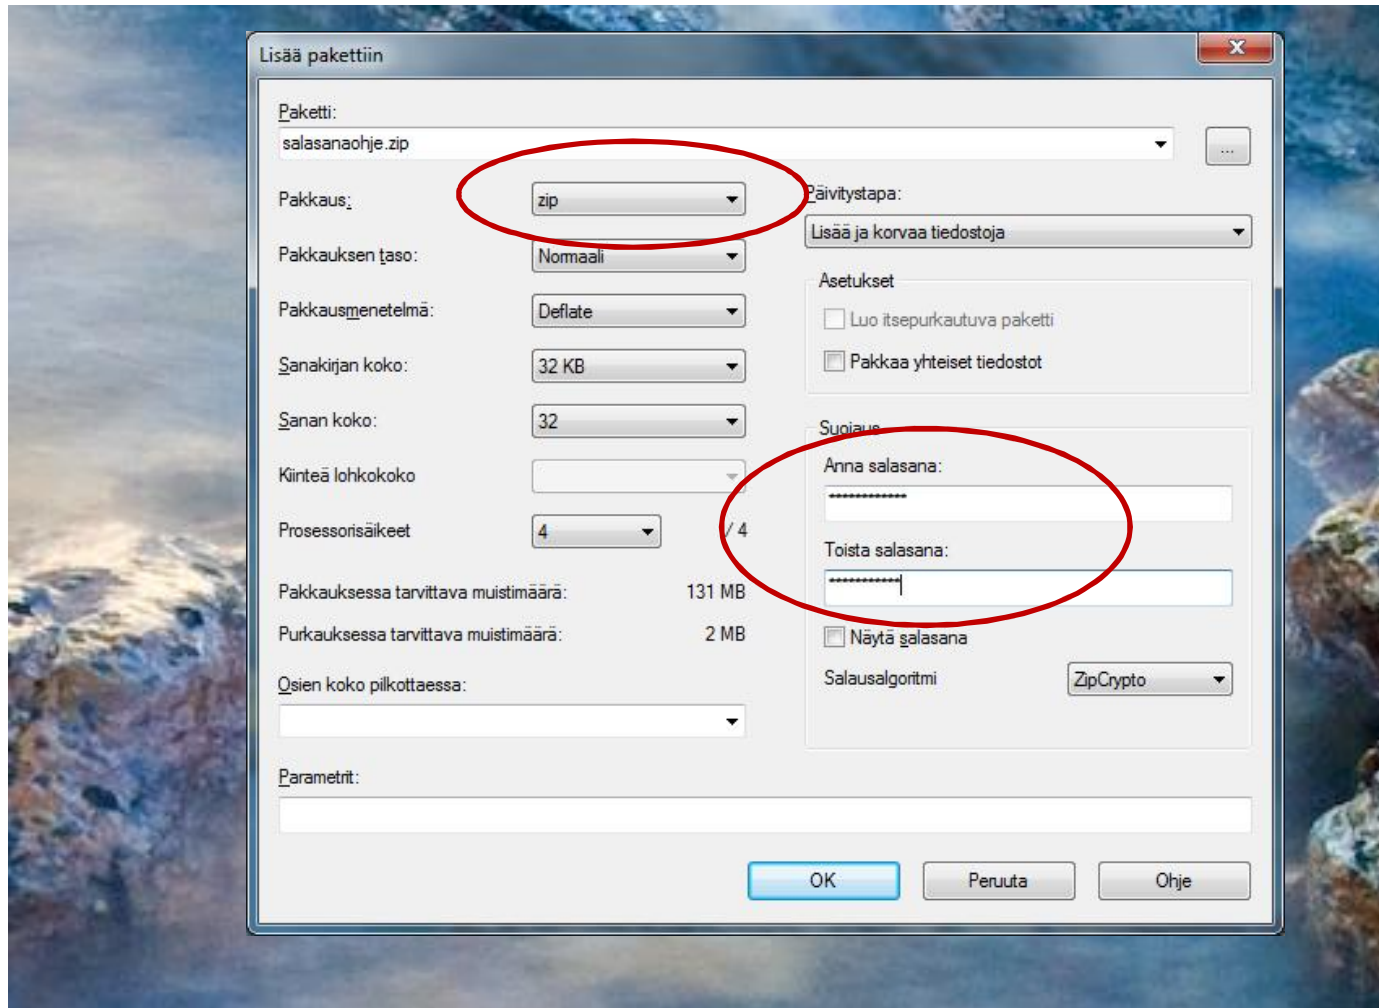 Lisää pakettiin
Paketti:
salasanaohje.zip
...
Pakkaus:
zip
Pakkauksen taso:
Normaali
Pakkausmenetelmä:
Deflate
Sanakirjan koko:
32 KB
Sanan koko:
32
Kiinteä lohkokoko
Prosessorisäikeet
4
/ 4
Pakkauksessa tarvittava muistimäärä:
131 MB
Purkauksessa tarvittava muistimäärä:
2 MB
Osien koko pilkottaessa:
Parametrit:
Päivitystapa:
Lisää ja korvaa tiedostoja
Asetukset
Luo itsepurkautuva paketti
Pakkaa yhteiset tiedostot
Suojaus
Anna salasana:
************
Toista salasana:
***********
Näytä salasana
Salausalgoritmi
ZipCrypto
OK
Peruuta
Ohje